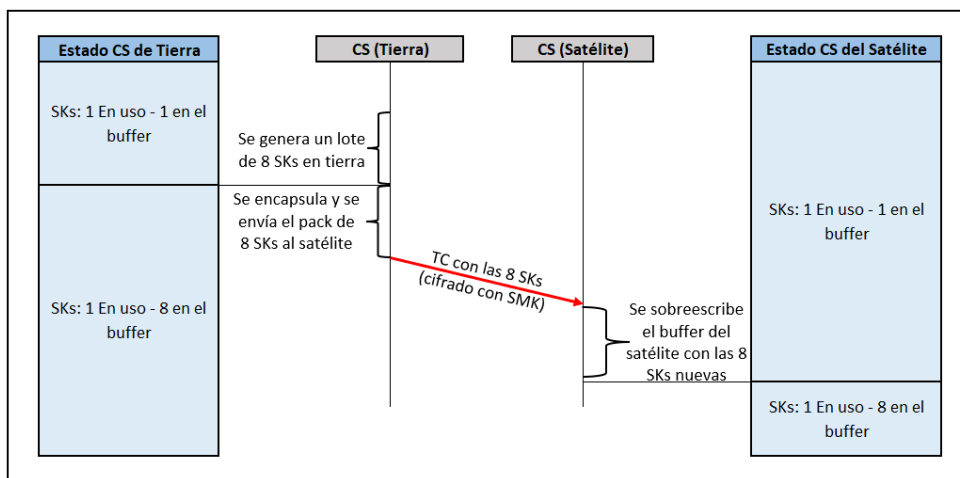 Estado CS de Tierra
CS (Tierra)
CS (Satélite)
Estado CS del Satélite
SKs: 1 En uso - 1 en el
buffer
Se genera un lote
de 8 SKs en tierra
Se encapsula y se
envía el pack de
8 SKs al satélite
SKs: 1 En uso - 1 en el
buffer
TC con las 8 SKs
(cifrado con SMK)
SKs: 1 En uso - 8 en el
buffer
Se sobreescribe
el buffer del
satélite con las 8
SKs nuevas
SKs: 1 En uso - 8 en el
buffer